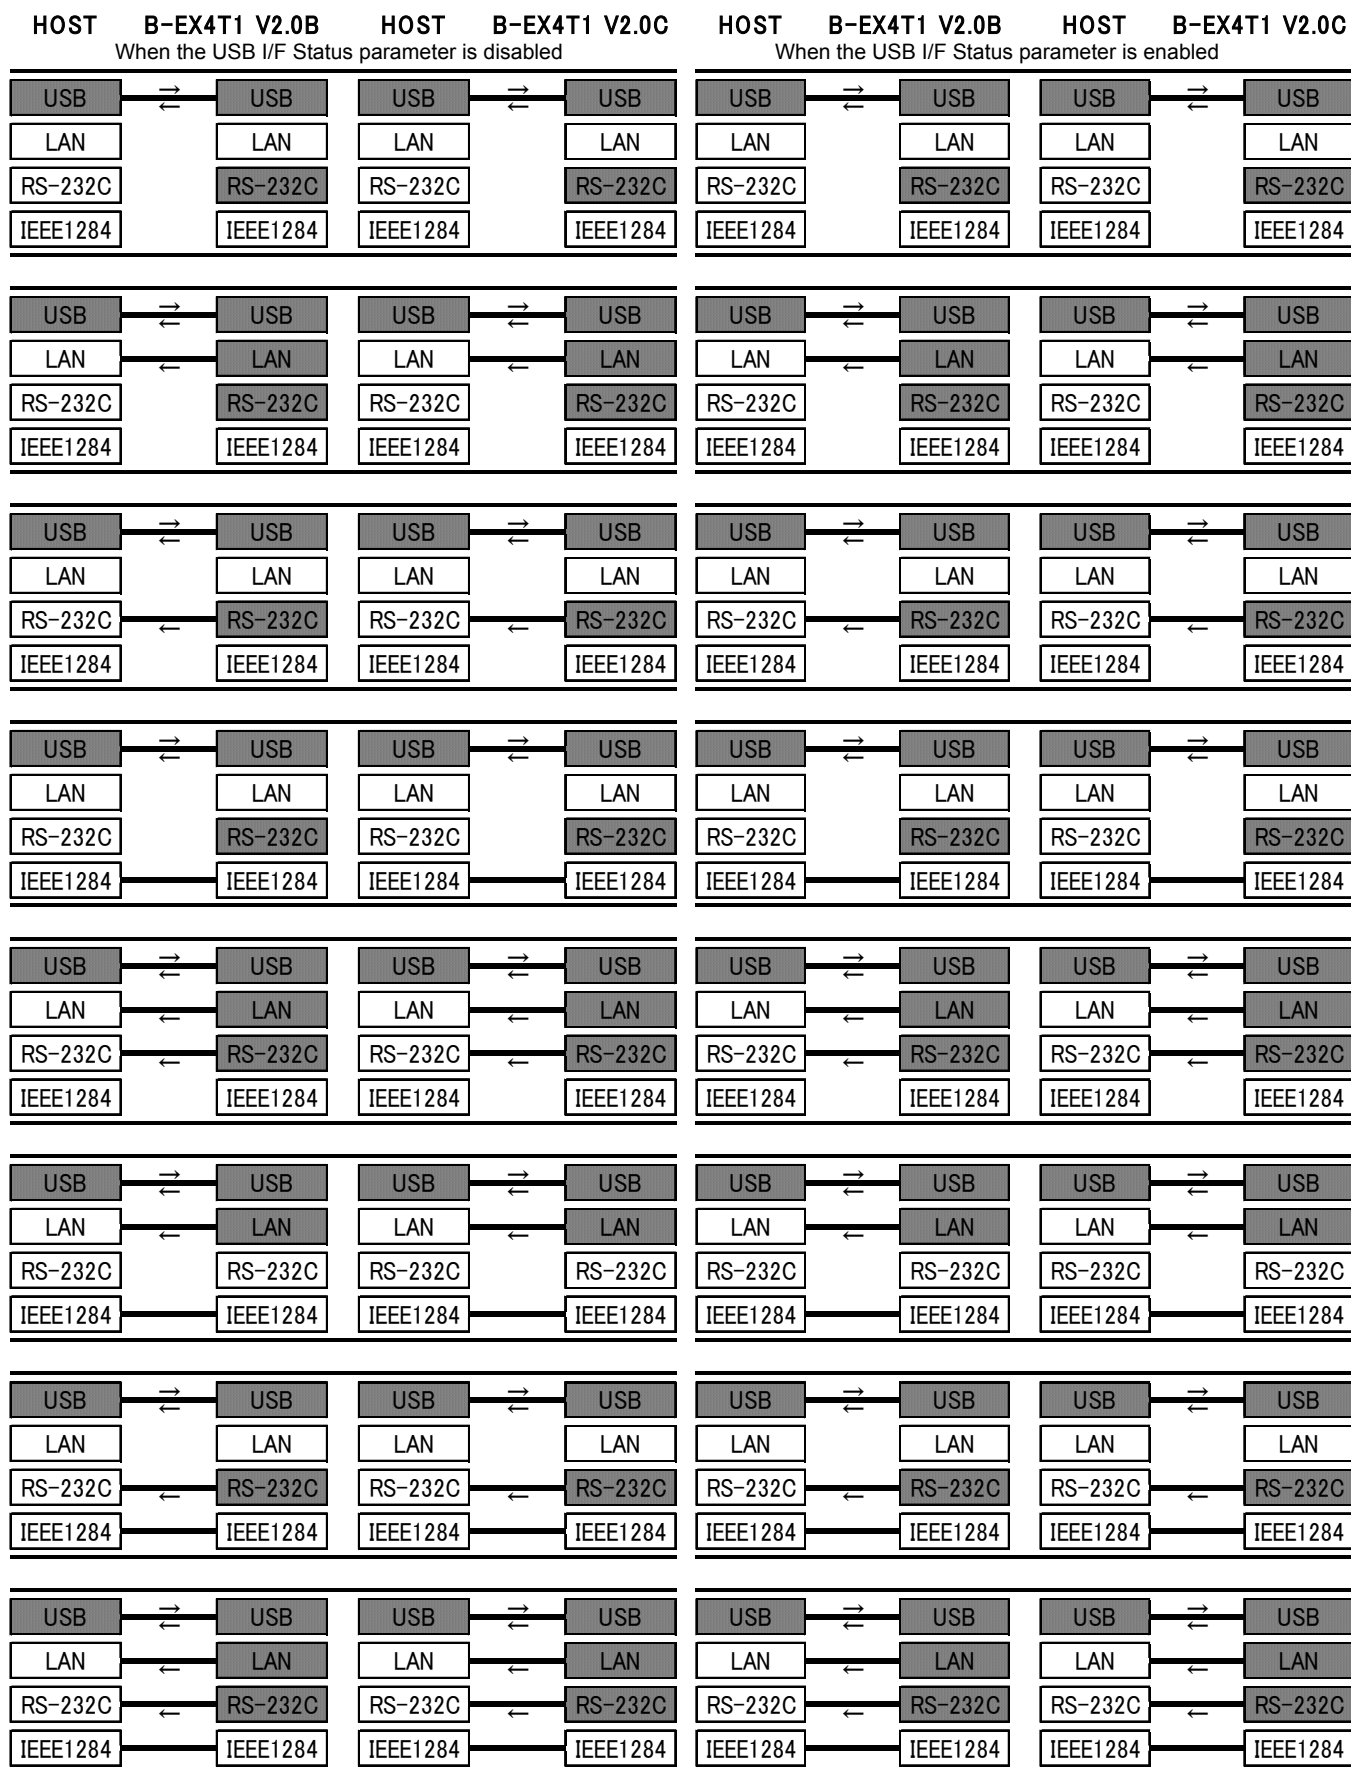 HOST B-EX4T1 V2.0B HOST B-EX4T1 V2.0C HOST B-EX4T1 V2.0B HOST B-EX4T1 V2.0C
When the USB I/F Status parameter is disabled When the USB I/F Status parameter is enabled
USB → ← USB USB → ← USB USB → ← USB USB → ← USB
LAN LAN LAN LAN LAN LAN LAN LAN
RS-232C RS-232C RS-232C RS-232C RS-232C RS-232C RS-232C RS-232C
IEEE1284 IEEE1284 IEEE1284 IEEE1284 IEEE1284 IEEE1284 IEEE1284 IEEE1284
USB → ← USB USB → ← USB USB → ← USB USB → ← USB
LAN ← LAN LAN ← LAN LAN ← LAN LAN ← LAN
RS-232C RS-232C RS-232C RS-232C RS-232C RS-232C RS-232C RS-232C
IEEE1284 IEEE1284 IEEE1284 IEEE1284 IEEE1284 IEEE1284 IEEE1284 IEEE1284
USB → ← USB USB → ← USB USB → ← USB USB → ← USB
LAN LAN LAN LAN LAN LAN LAN LAN
RS-232C ← RS-232C RS-232C ← RS-232C RS-232C ← RS-232C RS-232C ← RS-232C
IEEE1284 IEEE1284 IEEE1284 IEEE1284 IEEE1284 IEEE1284 IEEE1284 IEEE1284
USB → ← USB USB → ← USB USB → ← USB USB → ← USB
LAN LAN LAN LAN LAN LAN LAN LAN
RS-232C RS-232C RS-232C RS-232C RS-232C RS-232C RS-232C RS-232C
IEEE1284 IEEE1284 IEEE1284 IEEE1284 IEEE1284 IEEE1284 IEEE1284 IEEE1284
USB → ← USB USB → ← USB USB → ← USB USB → ← USB
LAN ← LAN LAN ← LAN LAN ← LAN LAN ← LAN
RS-232C ← RS-232C RS-232C ← RS-232C RS-232C ← RS-232C RS-232C ← RS-232C
IEEE1284 IEEE1284 IEEE1284 IEEE1284 IEEE1284 IEEE1284 IEEE1284 IEEE1284
USB → ← USB USB → ← USB USB → ← USB USB → ← USB
LAN ← LAN LAN ← LAN LAN ← LAN LAN ← LAN
RS-232C RS-232C RS-232C RS-232C RS-232C RS-232C RS-232C RS-232C
IEEE1284 IEEE1284 IEEE1284 IEEE1284 IEEE1284 IEEE1284 IEEE1284 IEEE1284
USB → ← USB USB → ← USB USB → ← USB USB → ← USB
LAN LAN LAN LAN LAN LAN LAN LAN
RS-232C ← RS-232C RS-232C ← RS-232C RS-232C ← RS-232C RS-232C ← RS-232C
IEEE1284 IEEE1284 IEEE1284 IEEE1284 IEEE1284 IEEE1284 IEEE1284 IEEE1284
USB → ← USB USB → ← USB USB → ← USB USB → ← USB
LAN ← LAN LAN ← LAN LAN ← LAN LAN ← LAN
RS-232C ← RS-232C RS-232C ← RS-232C RS-232C ← RS-232C RS-232C ← RS-232C
IEEE1284 IEEE1284 IEEE1284 IEEE1284 IEEE1284 IEEE1284 IEEE1284 IEEE1284